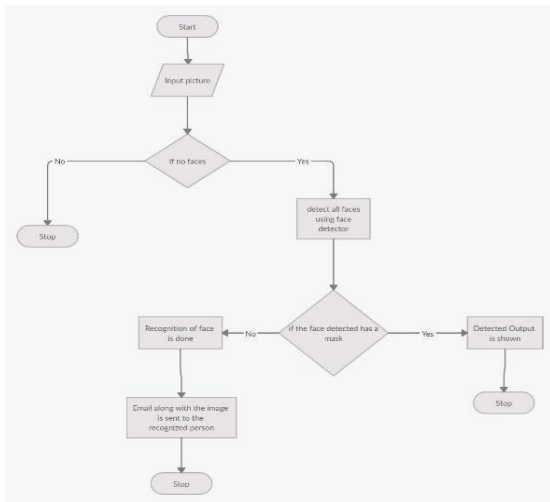 Start
Input picture
If no faces
No
Yes
Stop
detect all faces
using face
detector
if the face detected has a
mask
No
Yes
Recognition of face
is done
Detected Output
is shown
Email along with the image
is sent to the
recognized person
Stop
Stop